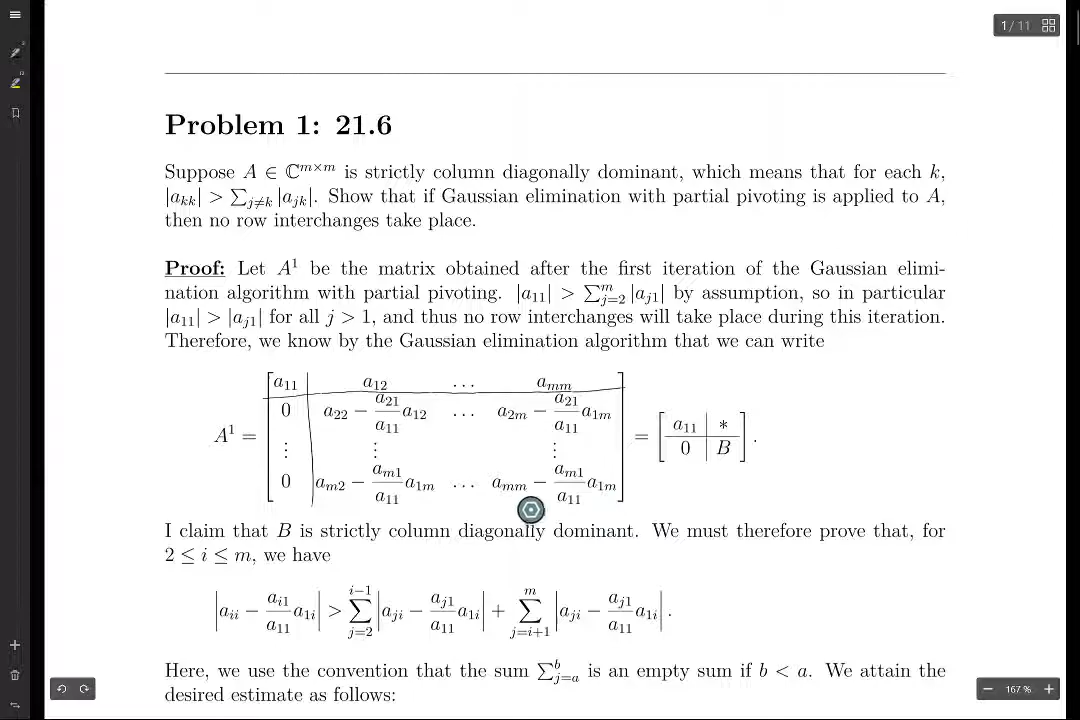 1/11
Problem 1: 21.6
Suppose A ∈ ℂ^{m×m} is strictly column diagonally dominant, which means that for each k,
|a_{kk}| > ∑_{j≠k} |a_{jk}|. Show that if Gaussian elimination with partial pivoting is applied to A,
then no row interchanges take place.
Proof: Let A^1 be the matrix obtained after the first iteration of the Gaussian elimi-
nation algorithm with partial pivoting. |a_{11}| > ∑_{j=2}^{m} |a_{j1}| by assumption, so in particular
|a_{11}| > |a_{j1}| for all j > 1, and thus no row interchanges will take place during this iteration.
Therefore, we know by the Gaussian elimination algorithm that we can write
A^1 = [ a_{11} a_{12} … a_{mm}
0 a_{22} − \frac{a_{21}}{a_{11}} a_{12} … a_{2m} − \frac{a_{21}}{a_{11}} a_{1m}
⋮ ⋮ ⋮
0 a_{m2} − \frac{a_{m1}}{a_{11}} a_{1m} … a_{mm} − \frac{a_{m1}}{a_{11}} a_{1m} ] = [ a_{11} | * ; 0 | B ].
I claim that B is strictly column diagonally dominant. We must therefore prove that, for
2 ≤ i ≤ m, we have
|a_{ii} − \frac{a_{i1}}{a_{11}} a_{1i}| > ∑_{j=2}^{i−1} |a_{ji} − \frac{a_{j1}}{a_{11}} a_{1i}| + ∑_{j=i+1}^{m} |a_{ji} − \frac{a_{j1}}{a_{11}} a_{1i}|.
Here, we use the convention that the sum ∑_{j=a}^{b} is an empty sum if b < a. We attain the
desired estimate as follows:
167 %